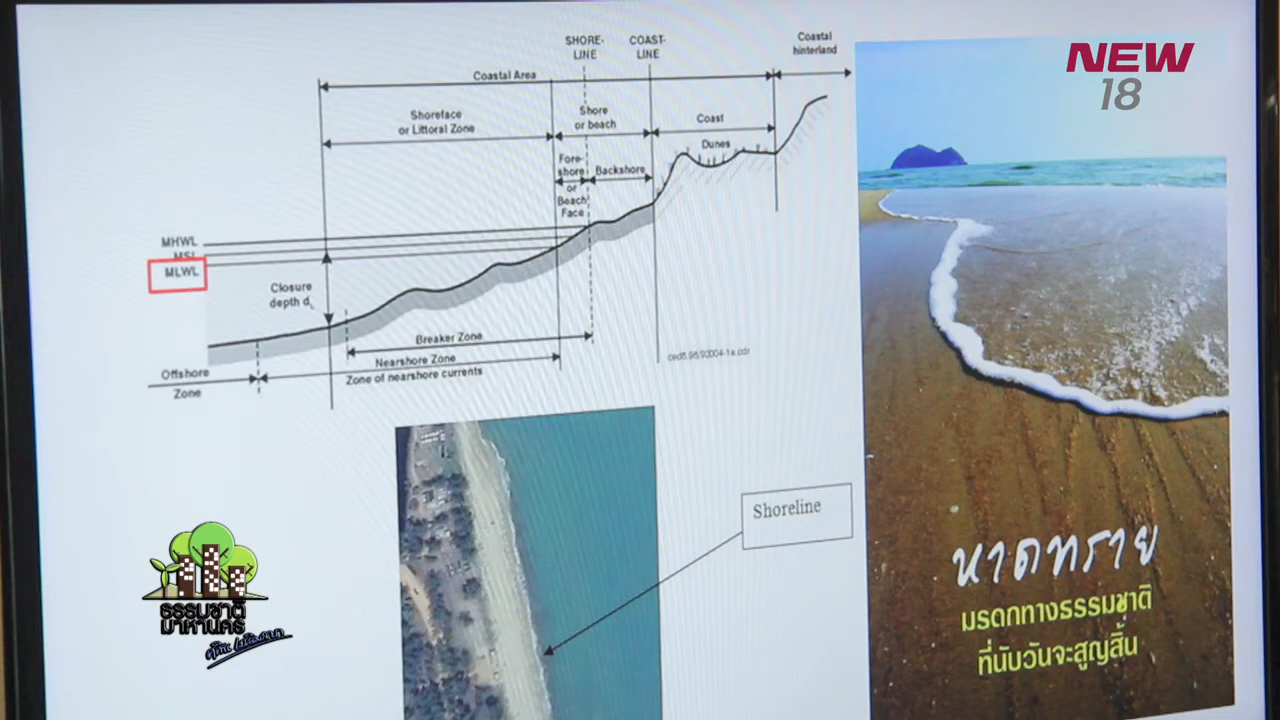 NEW
18
SHORE-
LINE
COAST-
LINE
Coastal
hinterland
Coastal Area
Shoreface
or Littoral Zone
Shore
or beach
Coast
Dunes
Fore-
shore
or
Beach
Face
Backshore
MHWL
MSL
MLWL
Closure
depth d
Breaker Zone
Nearshore Zone
Zone of nearshore currents
Offshore
Zone
Shoreline
หาดทราย
มรดกทางธรรมชาติ
ที่นับวันจะสูญสิ้น
ธรรมชาติ
มาหานคร